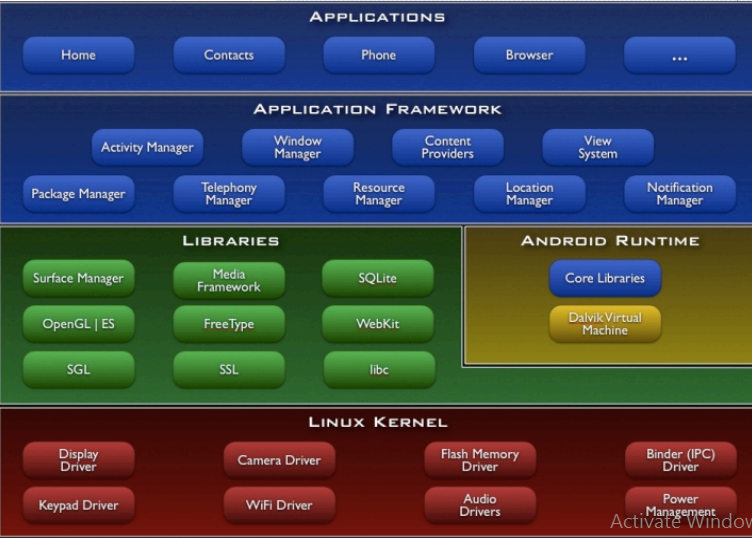 APPLICATIONS
Home
Contacts
Phone
Browser
...
APPLICATION FRAMEWORK
Activity Manager
Window
Manager
Content
Providers
View
System
Package Manager
Telephony
Manager
Resource
Manager
Location
Manager
Notification
Manager
LIBRARIES
Surface Manager
Media
Framework
SQLite
OpenGL | ES
FreeType
WebKit
SGL
SSL
libc
ANDROID RUNTIME
Core Libraries
Dalvik Virtual
Machine
LINUX KERNEL
Display
Driver
Camera Driver
Flash Memory
Driver
Binder (IPC)
Driver
Keypad Driver
WiFi Driver
Audio
Drivers
Power
Management
Activate Window